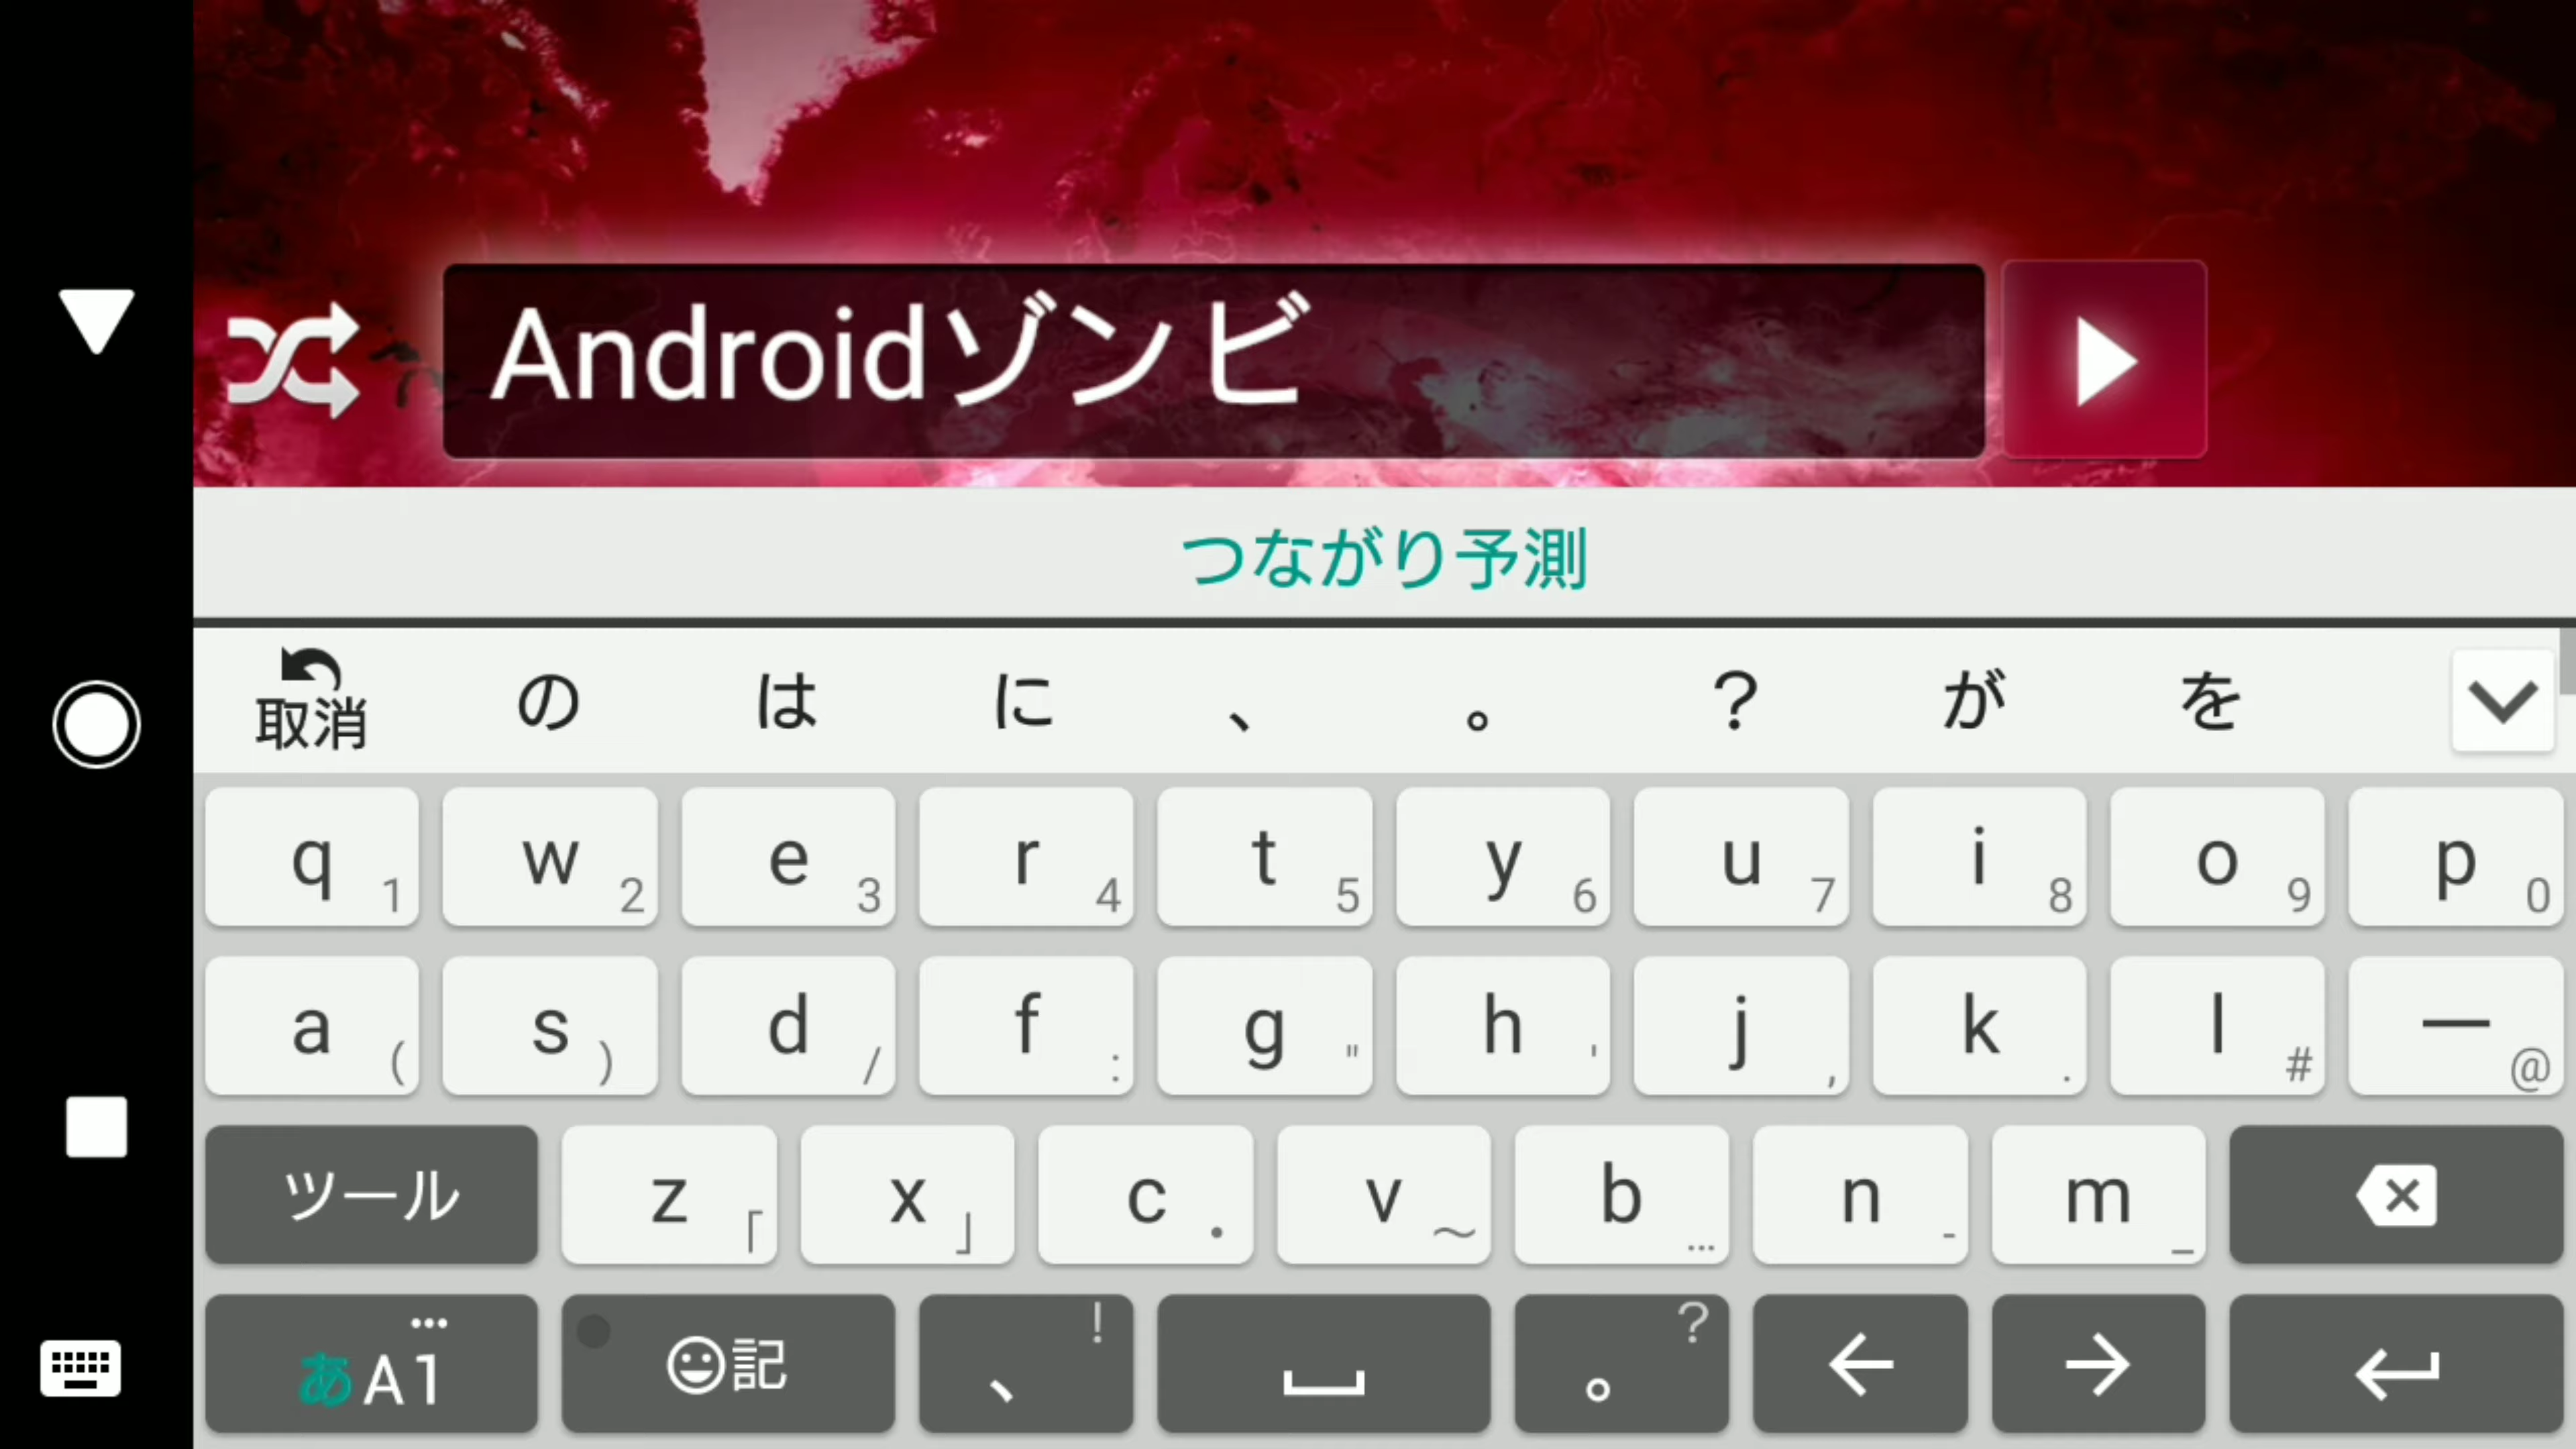 Androidゾンビ
つながり予測
取消 の は に 、 。 ? が を
q 1 w 2 e 3 r 4 t 5 y 6 u 7 i 8 o 9 p 0
a ( s ) d / f : g " h ' j , k . l # ー @
ツール z 「 x 」 c ・ v 〜 b … n - m _
あA1 … 記 、 ! 。 ?